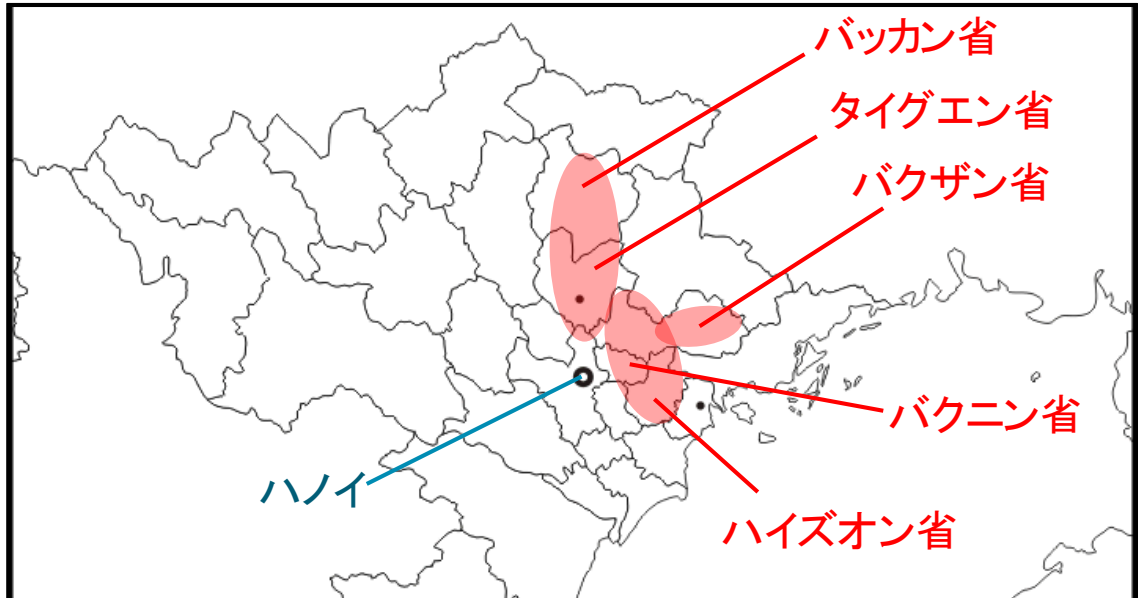 バッカン省
タイグエン省
バクザン省
バクニン省
ハノイ
ハイズオン省